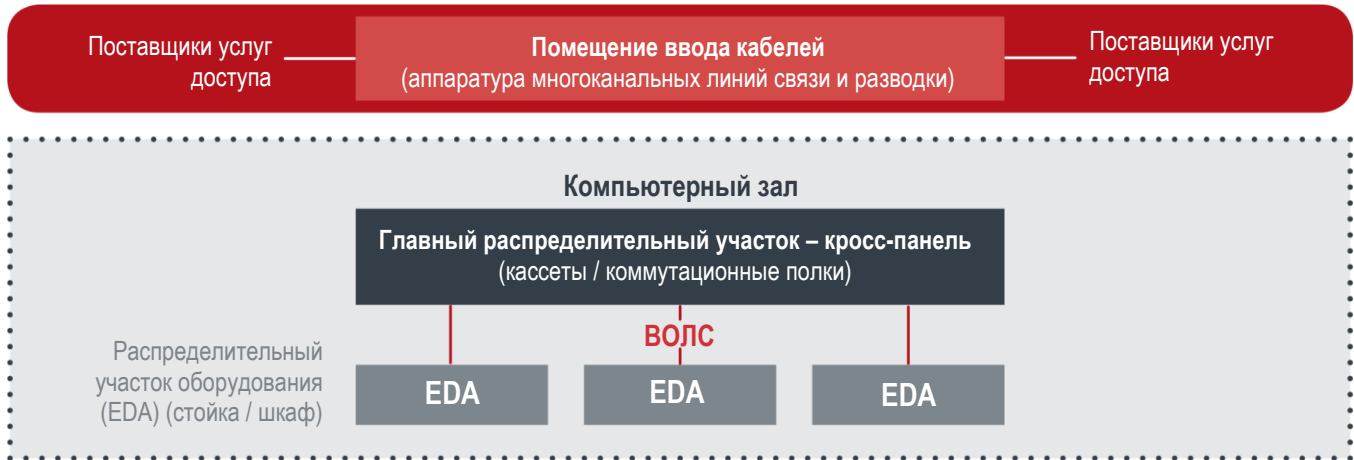 Поставщики услуг
доступа
Помещение ввода кабелей
(аппаратура многоканальных линий связи и разводки)
Поставщики услуг
доступа
Компьютерный зал
Главный распределительный участок – кросс-панель
(кассеты / коммутационные полки)
ВОЛС
Распределительный
участок оборудования
(EDA) (стойка / шкаф)
EDA
EDA
EDA